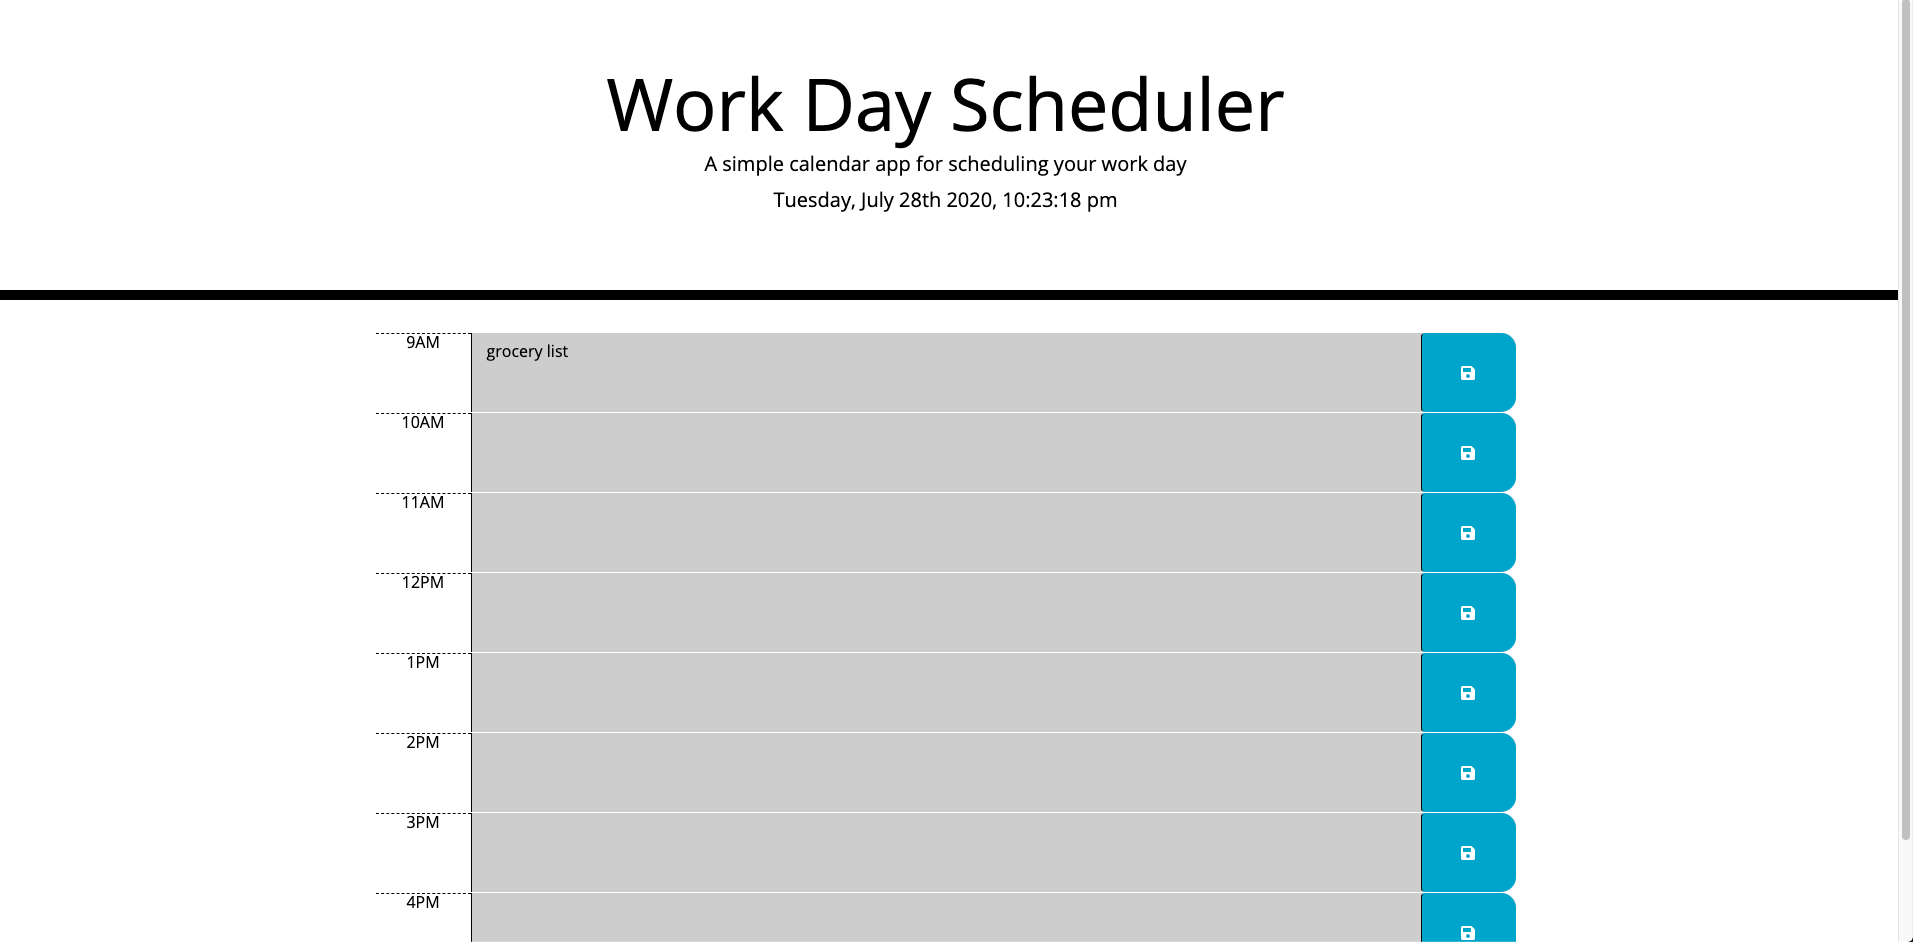 Work Day Scheduler
A simple calendar app for scheduling your work day
Tuesday, July 28th 2020, 10:23:18 pm
9AM
grocery list
10AM
11AM
12PM
1PM
2PM
3PM
4PM